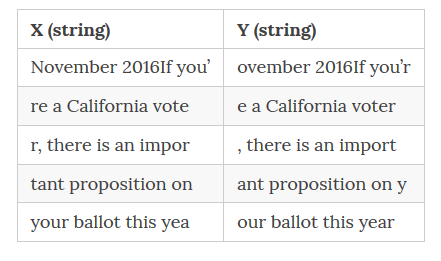 X (string) Y (string)
November 2016If you’ ovember 2016If you’r
re a California vote e a California voter
r, there is an impor , there is an import
tant proposition on ant proposition on y
your ballot this yea our ballot this year